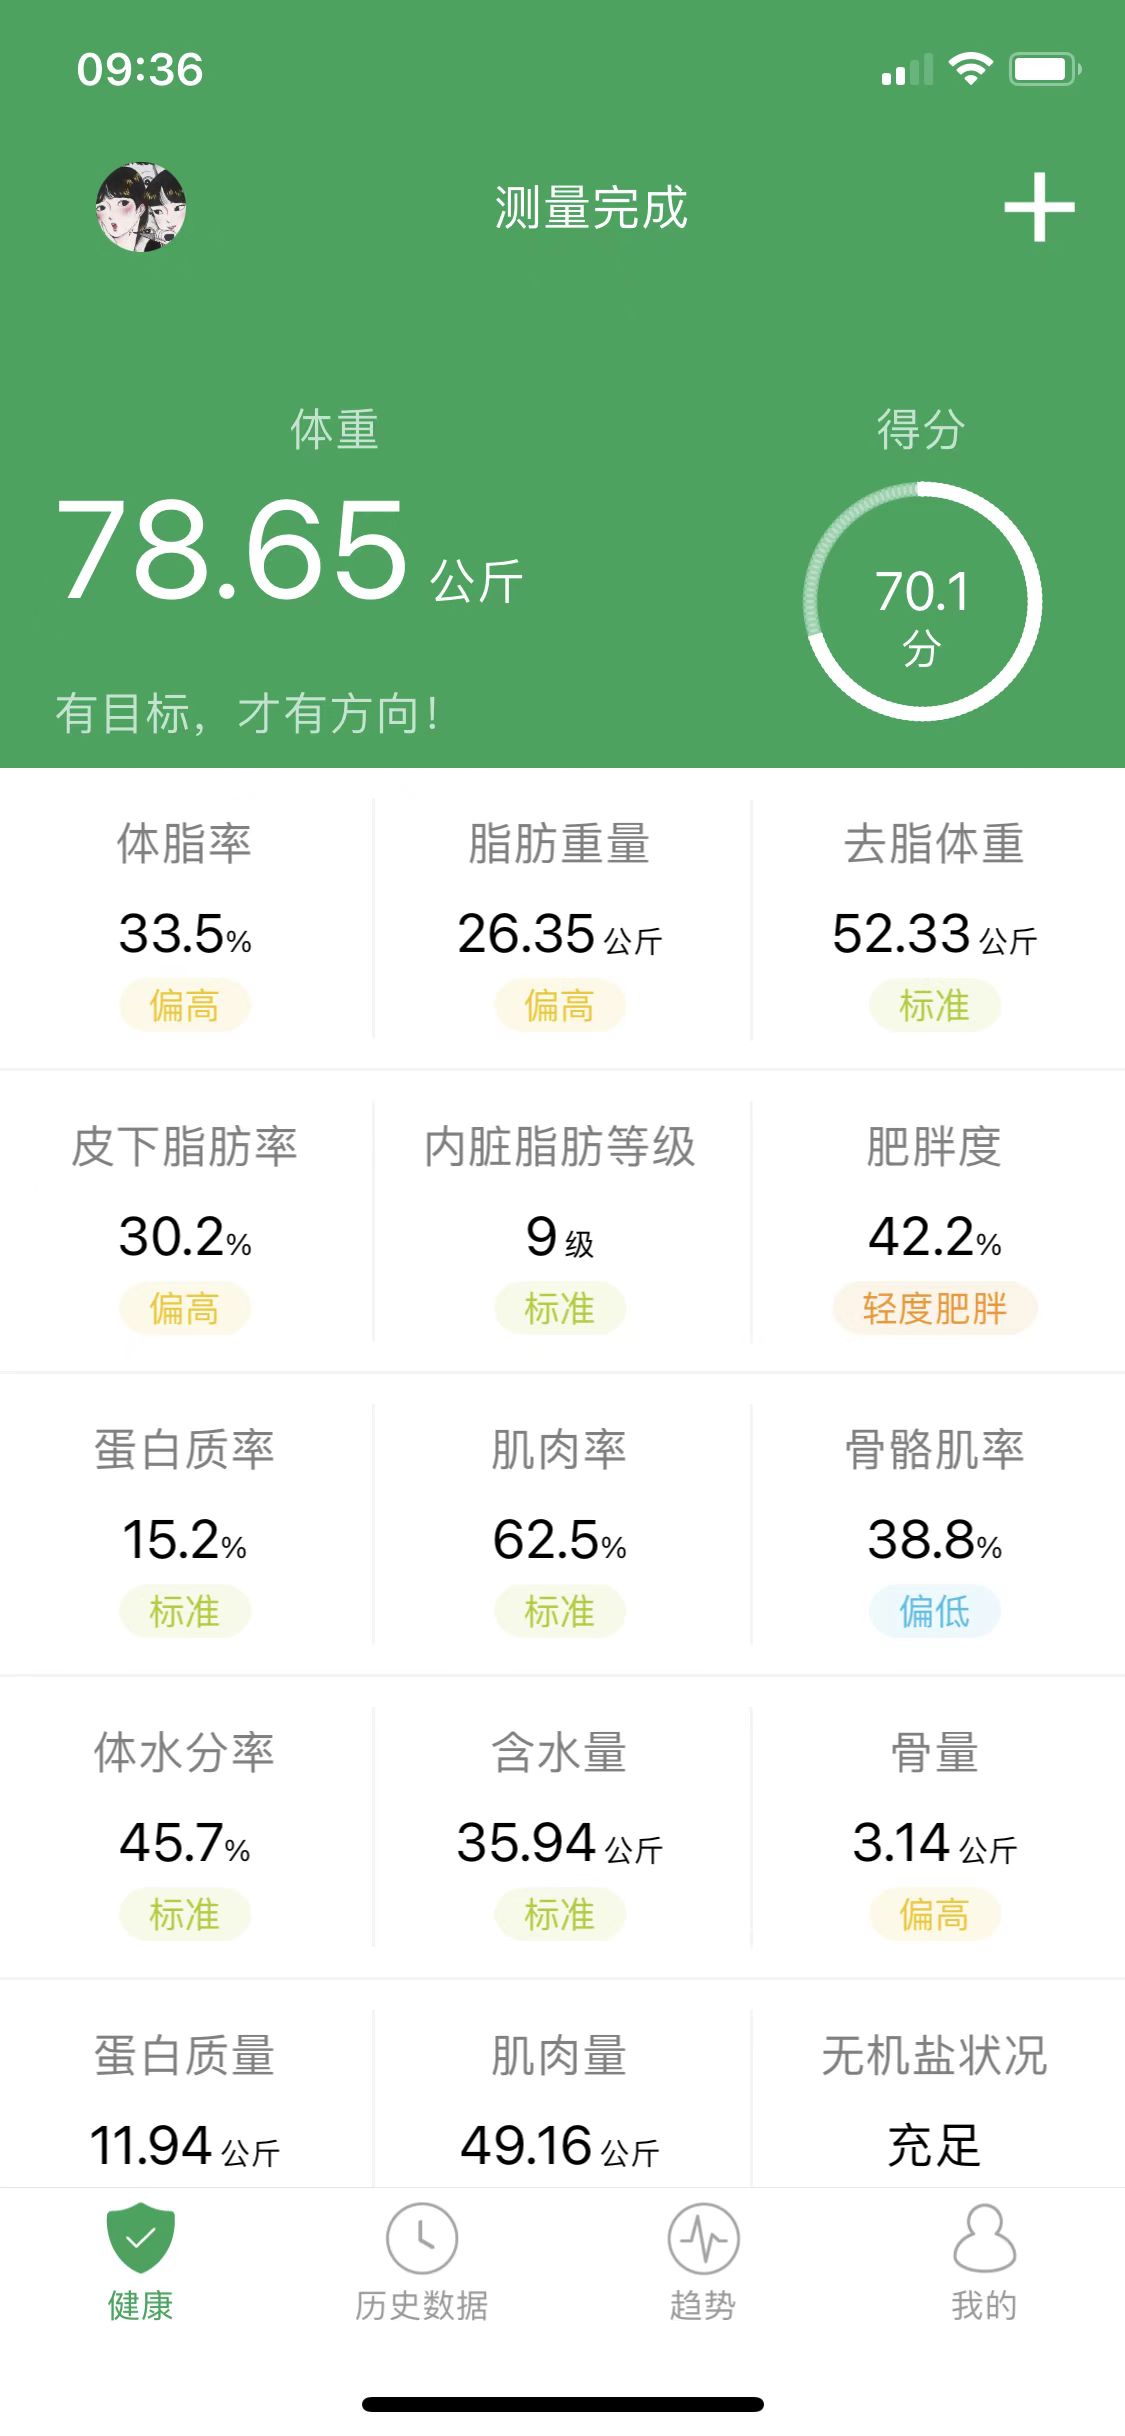 09:36
测量完成
体重
得分
78.65 公斤
70.1
分
有目标，才有方向！
体脂率
脂肪重量
去脂体重
33.5%
26.35 公斤
52.33 公斤
偏高
偏高
标准
皮下脂肪率
内脏脂肪等级
肥胖度
30.2%
9 级
42.2%
偏高
标准
轻度肥胖
蛋白质率
肌肉率
骨骼肌率
15.2%
62.5%
38.8%
标准
标准
偏低
体水分率
含水量
骨量
45.7%
35.94 公斤
3.14 公斤
标准
标准
偏高
蛋白质量
肌肉量
无机盐状况
11.94 公斤
49.16 公斤
充足
健康
历史数据
趋势
我的